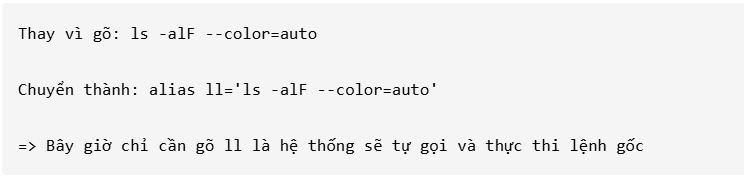 Thay vì gõ: ls -alF --color=auto
Chuyển thành: alias ll='ls -alF --color=auto'
=> Bây giờ chỉ cần gõ ll là hệ thống sẽ tự gọi và thực thi lệnh gốc